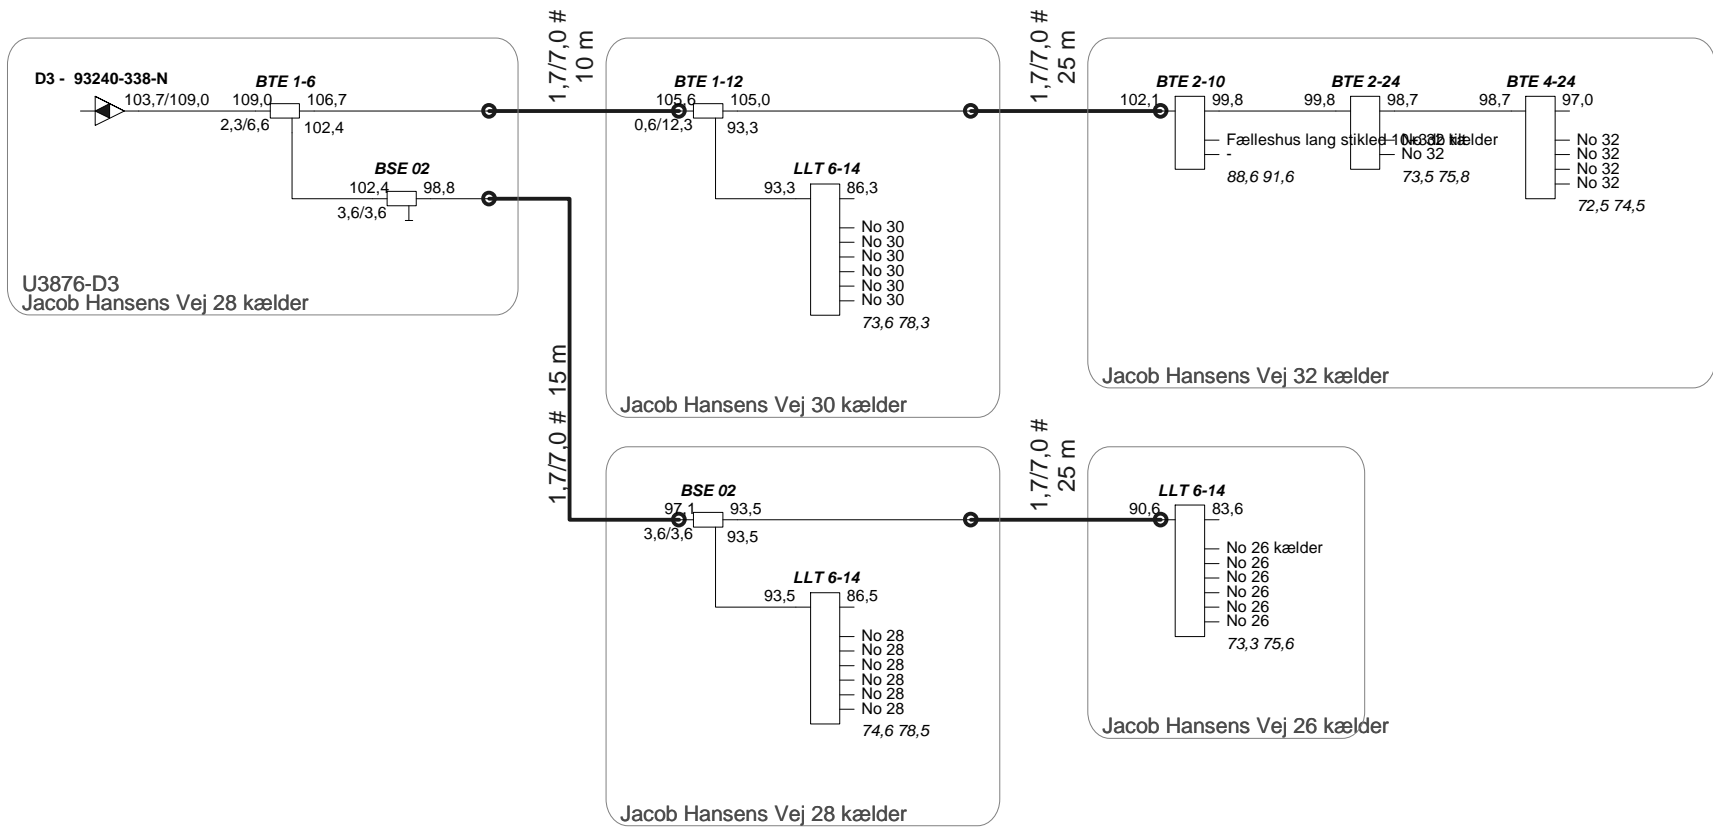 D3 - 93240-338-N
BTE 1-6
103,7/109,0
109,0
106,7
2,3/6,6
102,4
BSE 02
102,4
98,8
3,6/3,6
U3876-D3
Jacob Hansens Vej 28 kælder
1,7/7,0 #
10 m
BTE 1-12
105,6
105,0
0,6/12,3
93,3
LLT 6-14
93,3
86,3
No 30
No 30
No 30
No 30
No 30
No 30
73,6 78,3
Jacob Hansens Vej 30 kælder
1,7/7,0 #
25 m
BTE 2-10
102,1
99,8
Fælleshus lang stikled
-
88,6 91,6
BTE 2-24
99,8
98,7
No 32 kælder
No 32
73,5 75,8
BTE 4-24
98,7
97,0
No 32
No 32
No 32
No 32
72,5 74,5
Jacob Hansens Vej 32 kælder
1,7/7,0 # 15 m
BSE 02
97,1
93,5
3,6/3,6
93,5
LLT 6-14
93,5
86,5
No 28
No 28
No 28
No 28
No 28
No 28
74,6 78,5
Jacob Hansens Vej 28 kælder
1,7/7,0 #
25 m
LLT 6-14
90,6
83,6
No 26 kælder
No 26
No 26
No 26
No 26
No 26
73,3 75,6
Jacob Hansens Vej 26 kælder